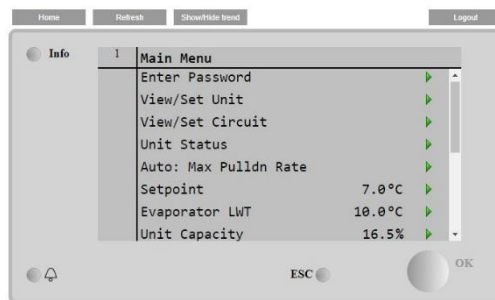 Home Refresh Show/Hide trend Logout
Info 1 Main Menu
Enter Password
View/Set Unit
View/Set Circuit
Unit Status
Auto: Max Pulldn Rate
Setpoint 7.0°C
Evaporator LWT 10.0°C
Unit Capacity 16.5%
ESC OK